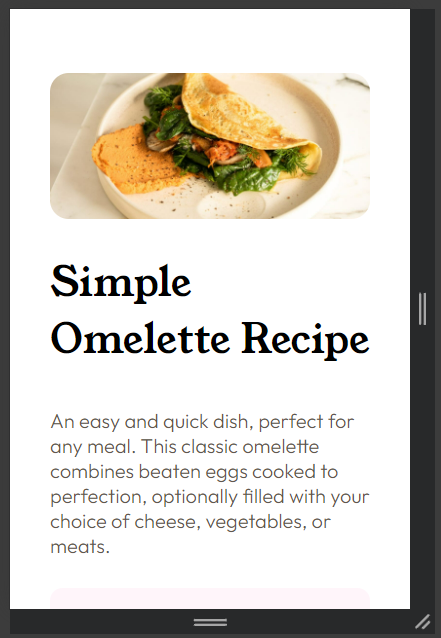 Simple
Omelette Recipe
An easy and quick dish, perfect for
any meal. This classic omelette
combines beaten eggs cooked to
perfection, optionally filled with your
choice of cheese, vegetables, or
meats.